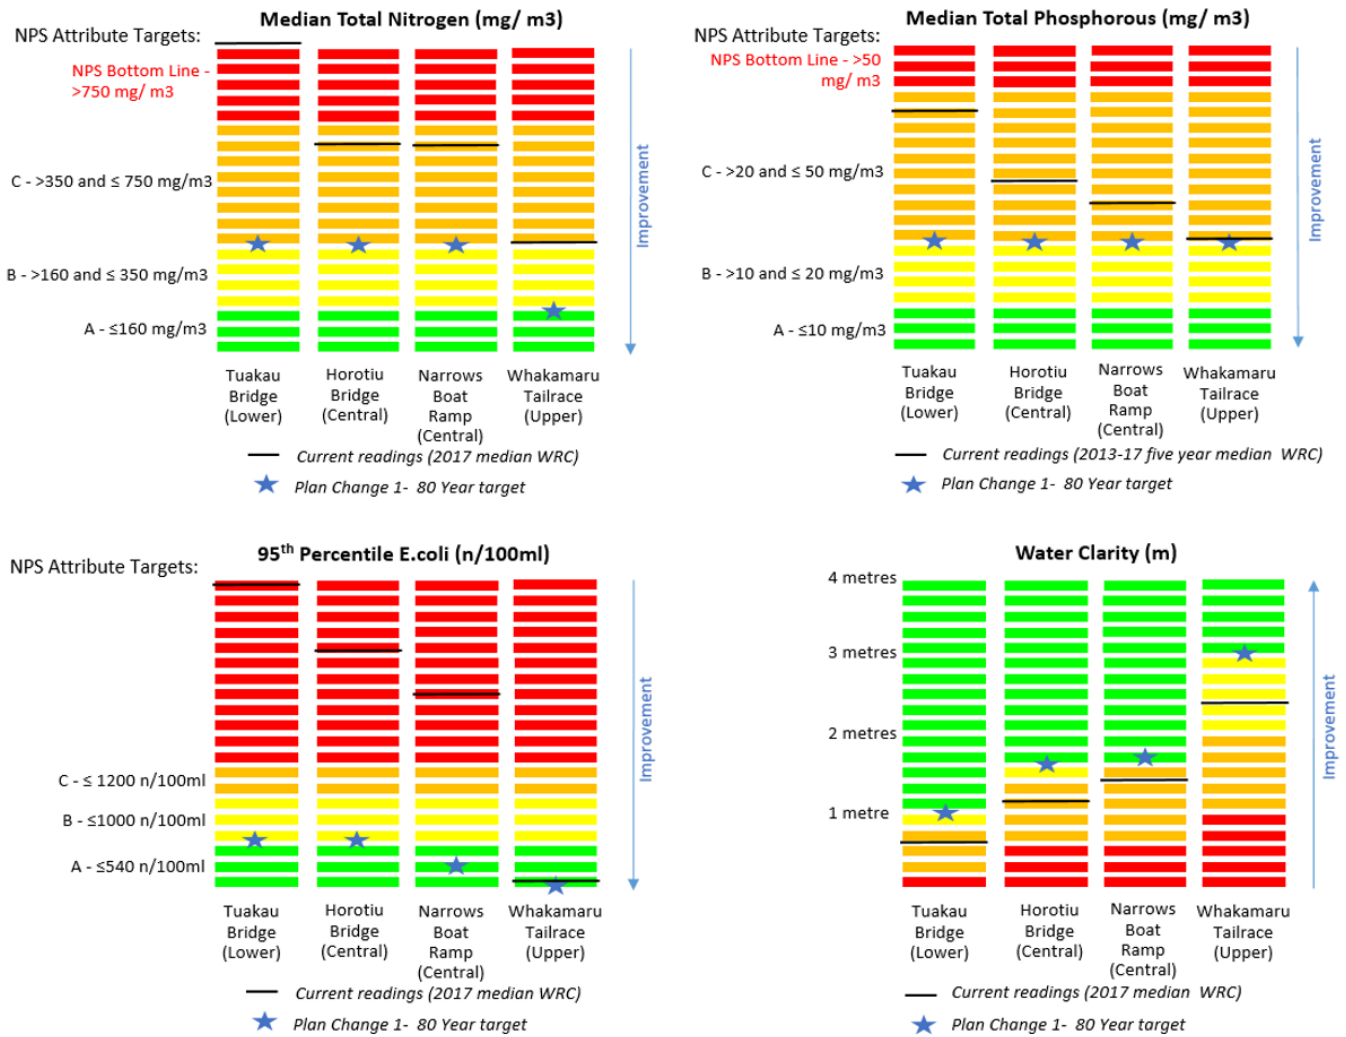 Median Total Nitrogen (mg/ m3)
NPS Attribute Targets:
NPS Bottom Line -
>750 mg/ m3
C - >350 and ≤ 750 mg/m3
B - >160 and ≤ 350 mg/m3
A - ≤160 mg/m3
Improvement
Tuakau
Bridge
(Lower)
Horotiu
Bridge
(Central)
Narrows
Boat
Ramp
(Central)
Whakamaru
Tailrace
(Upper)
Current readings (2017 median WRC)
Plan Change 1- 80 Year target
Median Total Phosphorous (mg/ m3)
NPS Attribute Targets:
NPS Bottom Line - >50
mg/ m3
C - >20 and ≤ 50 mg/m3
B - >10 and ≤ 20 mg/m3
A - ≤10 mg/m3
Improvement
Tuakau
Bridge
(Lower)
Horotiu
Bridge
(Central)
Narrows
Boat
Ramp
(Central)
Whakamaru
Tailrace
(Upper)
Current readings (2013-17 five year median WRC)
Plan Change 1- 80 Year target
95th Percentile E.coli (n/100ml)
NPS Attribute Targets:
C - ≤ 1200 n/100ml
B - ≤1000 n/100ml
A - ≤540 n/100ml
Improvement
Tuakau
Bridge
(Lower)
Horotiu
Bridge
(Central)
Narrows
Boat
Ramp
(Central)
Whakamaru
Tailrace
(Upper)
Current readings (2017 median WRC)
Plan Change 1- 80 Year target
Water Clarity (m)
4 metres
3 metres
2 metres
1 metre
Improvement
Tuakau
Bridge
(Lower)
Horotiu
Bridge
(Central)
Narrows
Boat
Ramp
(Central)
Whakamaru
Tailrace
(Upper)
Current readings (2017 median WRC)
Plan Change 1- 80 Year target